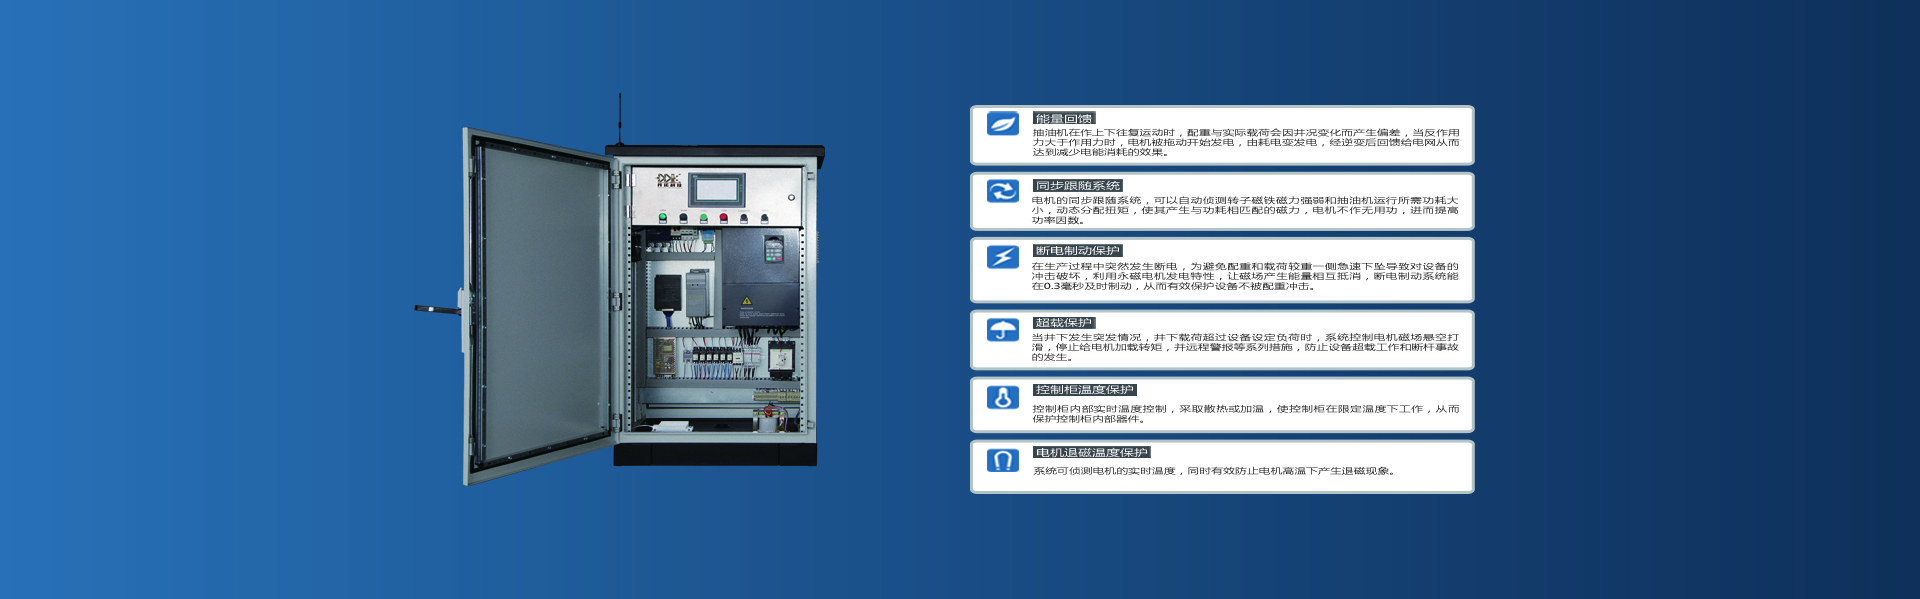 能量回馈
抽油机在作上下往复运动时，配重与实际载荷会因井况变化而产生偏差，当反作用
力大于作用力时，电机被拖动开始发电，由耗电变发电，经逆变后回馈给电网从而
达到减少电能消耗的效果。
同步跟随系统
电机的同步跟随系统，可以自动侦测转子磁铁磁力强弱和抽油机运行所需功耗大
小，动态分配扭矩，使其产生与功耗相匹配的磁力，电机不作无用功，进而提高
功率因数。
断电制动保护
在生产过程中突然发生断电，为避免配重和载荷较重一侧急速下坠导致对设备的
冲击破坏，利用永磁电机发电特性，让磁场产生能量相互抵消，断电制动系统能
在0.3毫秒及时制动，从而有效保护设备不被配重冲击。
超载保护
当井下发生突发情况，井下载荷超过设备设定负荷时，系统控制电机磁场悬空打
滑，停止给电机加载转矩，并远程警报等系列措施，防止设备超载工作和断杆事故
的发生。
控制柜温度保护
控制柜内部实时温度控制，采取散热或加温，使控制柜在限定温度下工作，从而
保护控制柜内部器件。
电机退磁温度保护
系统可侦测电机的实时温度，同时有效防止电机高温下产生退磁现象。